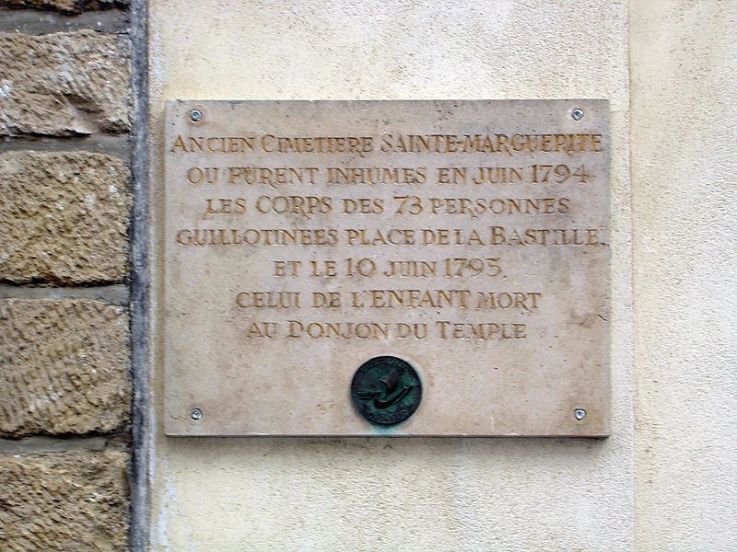 ANCIEN CIMETIERE SAINTE-MARGUERITE
OU FURENT INHUMES EN JUIN 1794
LES CORPS DES 73 PERSONNES
GUILLOTINEES PLACE DE LA BASTILLE.
ET LE 10 JUIN 1795.
CELUI DE L'ENFANT MORT
AU DONJON DU TEMPLE